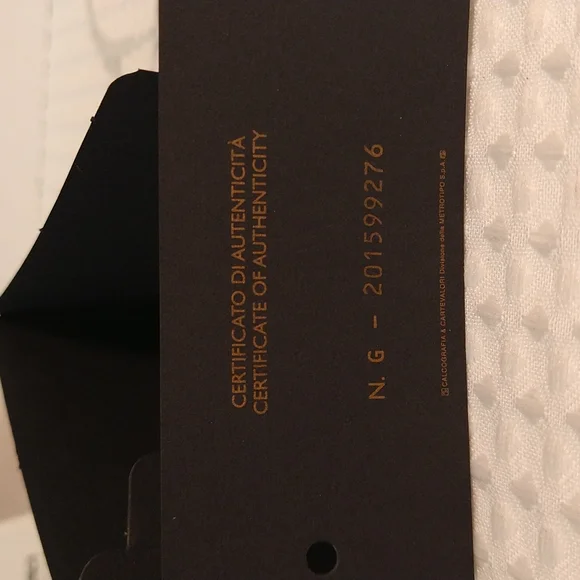 CERTIFICATO DI AUTENTICITÀ
CERTIFICATE OF AUTHENTICITY
N. G - 201599276
CALCOGRAFIA & CARTEVALORI Divisione della METROTIPO S.p.A.